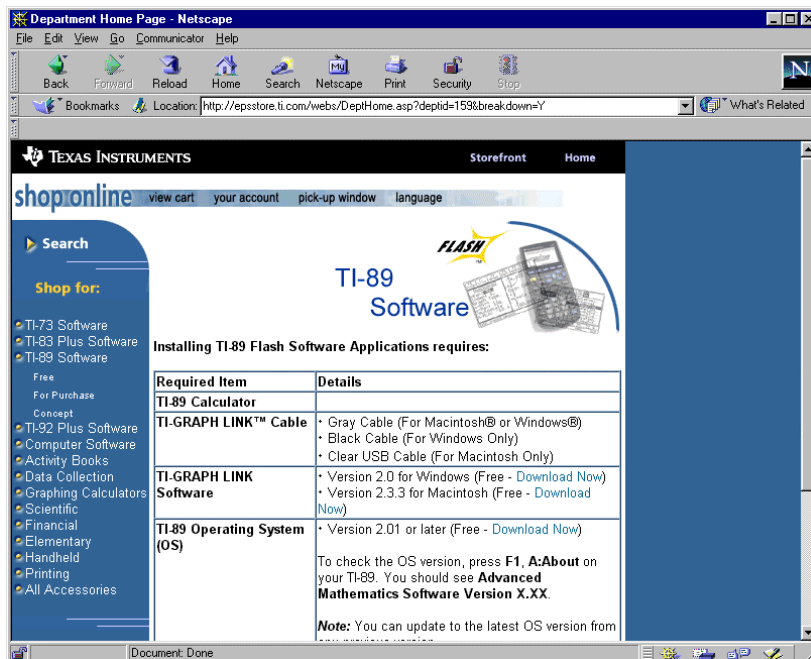 Department Home Page - Netscape
File Edit View Go Communicator Help
Back Forward Reload Home Search Netscape Print Security Stop
Bookmarks Location: http://epsstore.ti.com/webs/DeptHome.asp?deptid=159&breakdown=Y What's Related
TEXAS INSTRUMENTS Storefront Home
shop online view cart your account pick-up window language
Search
Shop for:
TI-73 Software
TI-83 Plus Software
TI-89 Software
Free
For Purchase
Concept
TI-92 Plus Software
Computer Software
Activity Books
Data Collection
Graphing Calculators
Scientific
Financial
Elementary
Handheld
Printing
All Accessories
FLASH
TI-89
Software
Installing TI-89 Flash Software Applications requires:
Required Item Details
TI-89 Calculator
TI-GRAPH LINK™ Cable · Gray Cable (For Macintosh® or Windows®)
· Black Cable (For Windows Only)
· Clear USB Cable (For Macintosh Only)
TI-GRAPH LINK · Version 2.0 for Windows (Free - Download Now)
Software · Version 2.3.3 for Macintosh (Free - Download
Now)
TI-89 Operating System · Version 2.01 or later (Free - Download Now)
(OS)
To check the OS version, press F1, A:About on
your TI-89. You should see Advanced
Mathematics Software Version X.XX.
Note: You can update to the latest OS version from
Document: Done